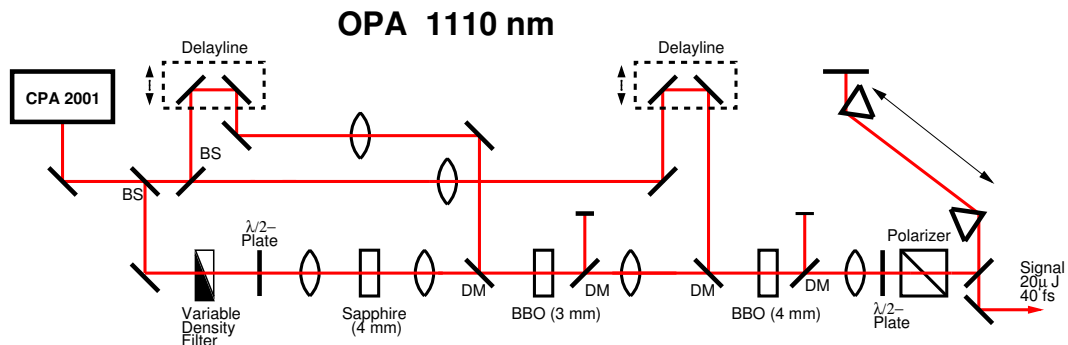 OPA 1110 nm
Delayline
Delayline
CPA 2001
BS
BS
λ/2−
Plate
Polarizer
DM
DM
DM
DM
Signal
20μ J
40 fs
Variable
Density
Filter
Sapphire
(4 mm)
BBO (3 mm)
BBO (4 mm)
λ/2−
Plate